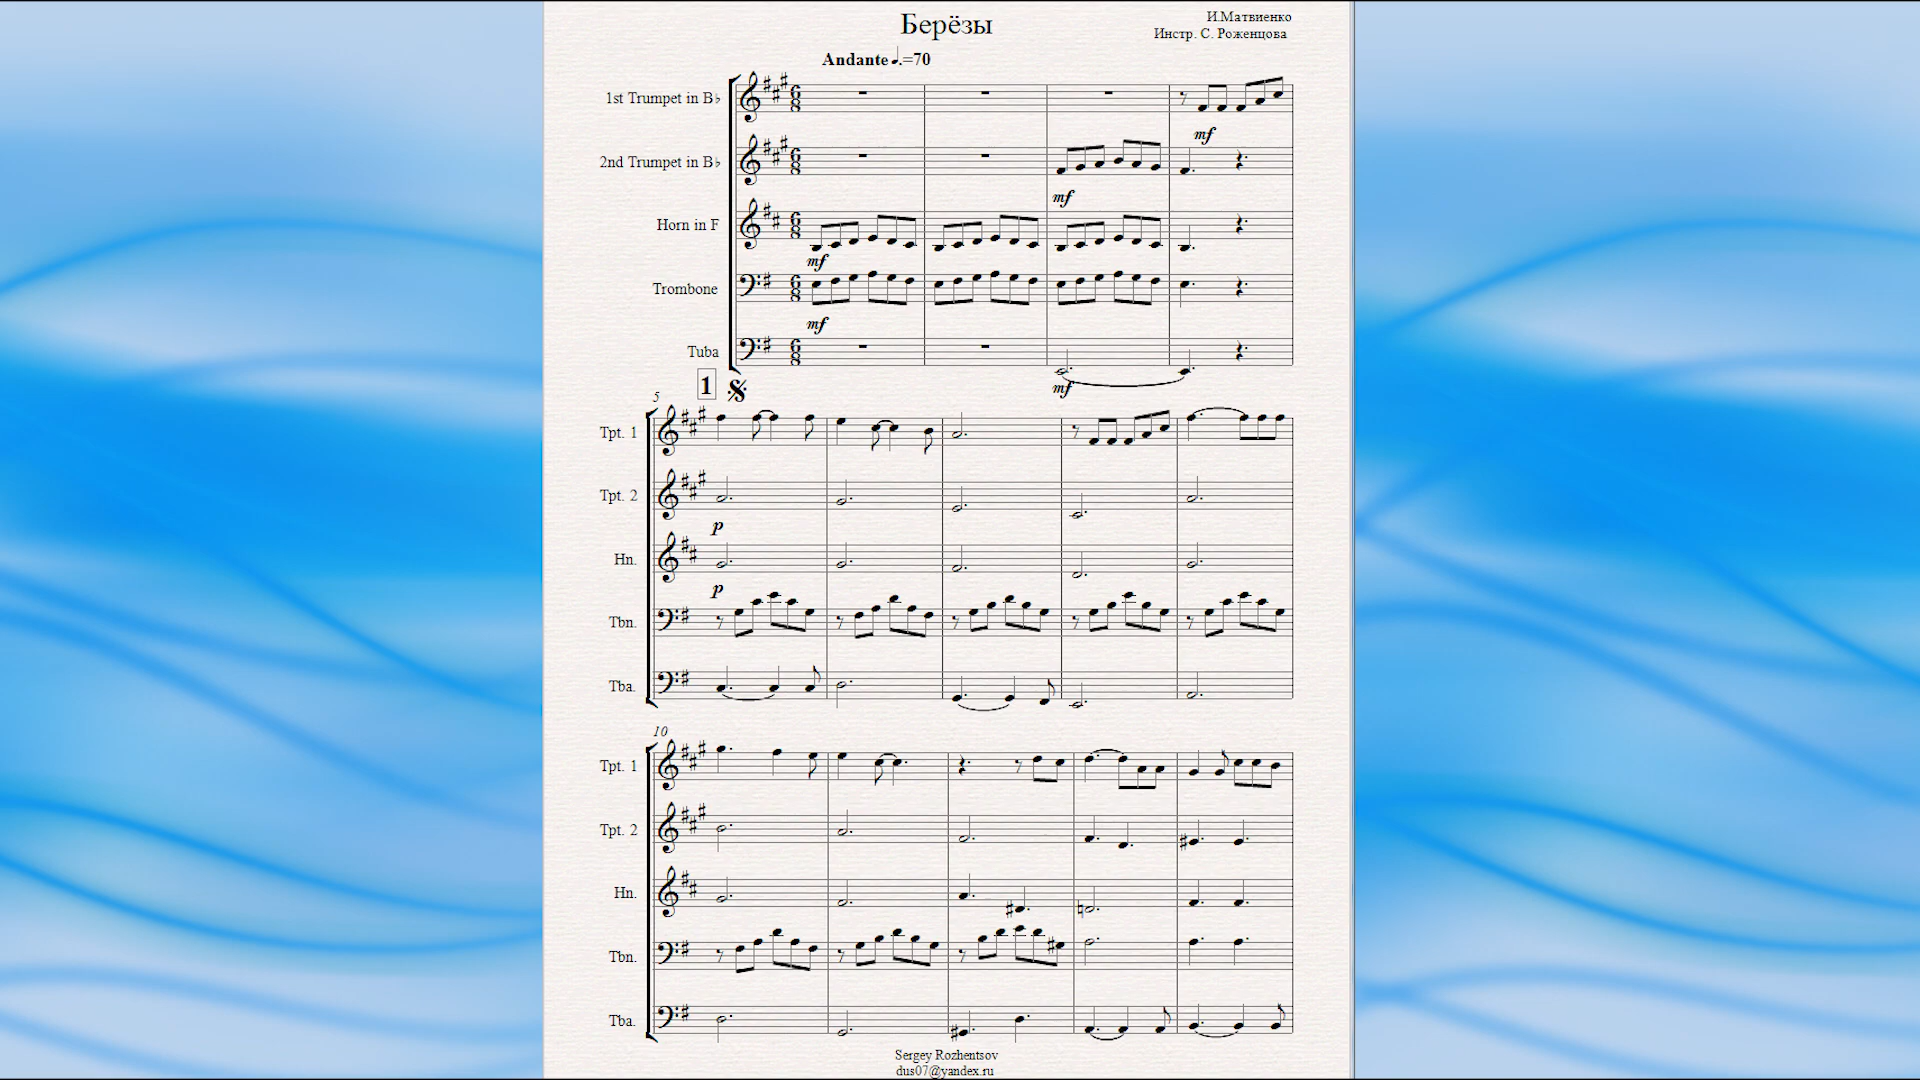 Берёзы
И.Матвиенко
Инстр. С. Роженцова
Andante ♩.=70
1st Trumpet in B♭
mf
2nd Trumpet in B♭
mf
Horn in F
mf
Trombone
mf
Tuba
mf
1
5
Tpt. 1
Tpt. 2
p
Hn.
p
Tbn.
Tba.
10
Tpt. 1
Tpt. 2
Hn.
Tbn.
Tba.
Sergey Rozhentsov
dus07@yandex.ru